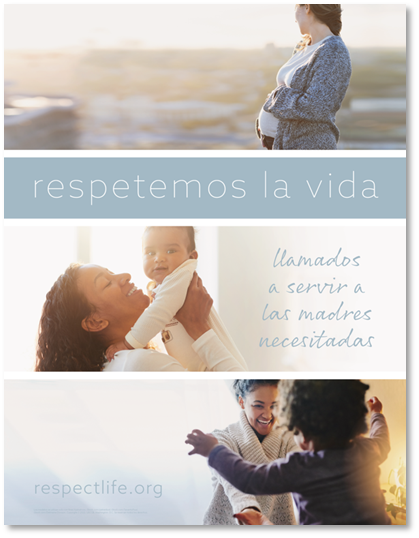 respetemos la vida
llamados
a servir a
las madres
necesitadas
respectlife.org